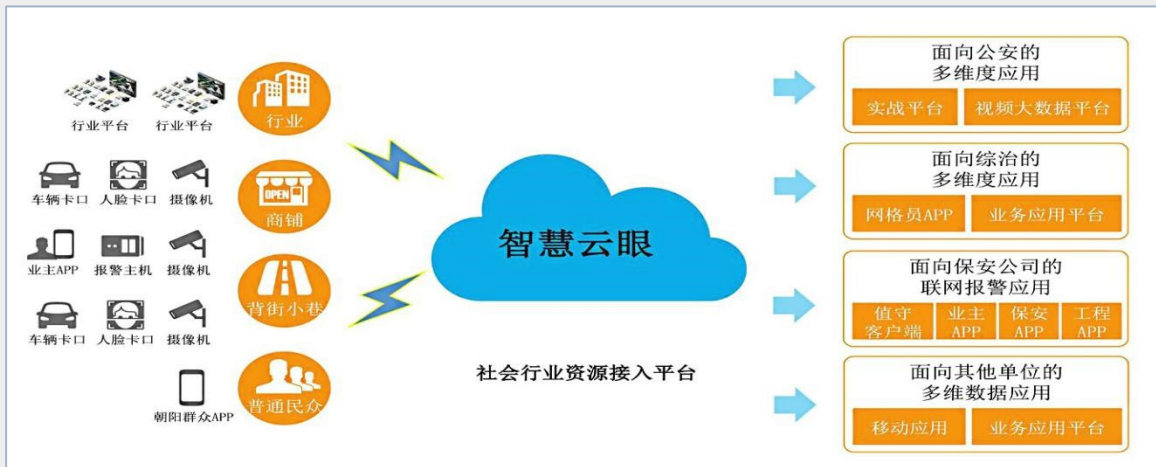 行业平台 行业平台
行业
车辆卡口 人脸卡口 摄像机
OPEN
商铺
业主APP 报警主机 摄像机
背街小巷
车辆卡口 人脸卡口 摄像机
朝阳群众APP
普通民众
智慧云眼
社会行业资源接入平台
面向公安的
多维度应用
实战平台 视频大数据平台
面向综治的
多维度应用
网格员APP 业务应用平台
面向保安公司的
联网报警应用
值守 业主 保安 工程
客户端 APP APP APP
面向其他单位的
多维数据应用
移动应用 业务应用平台